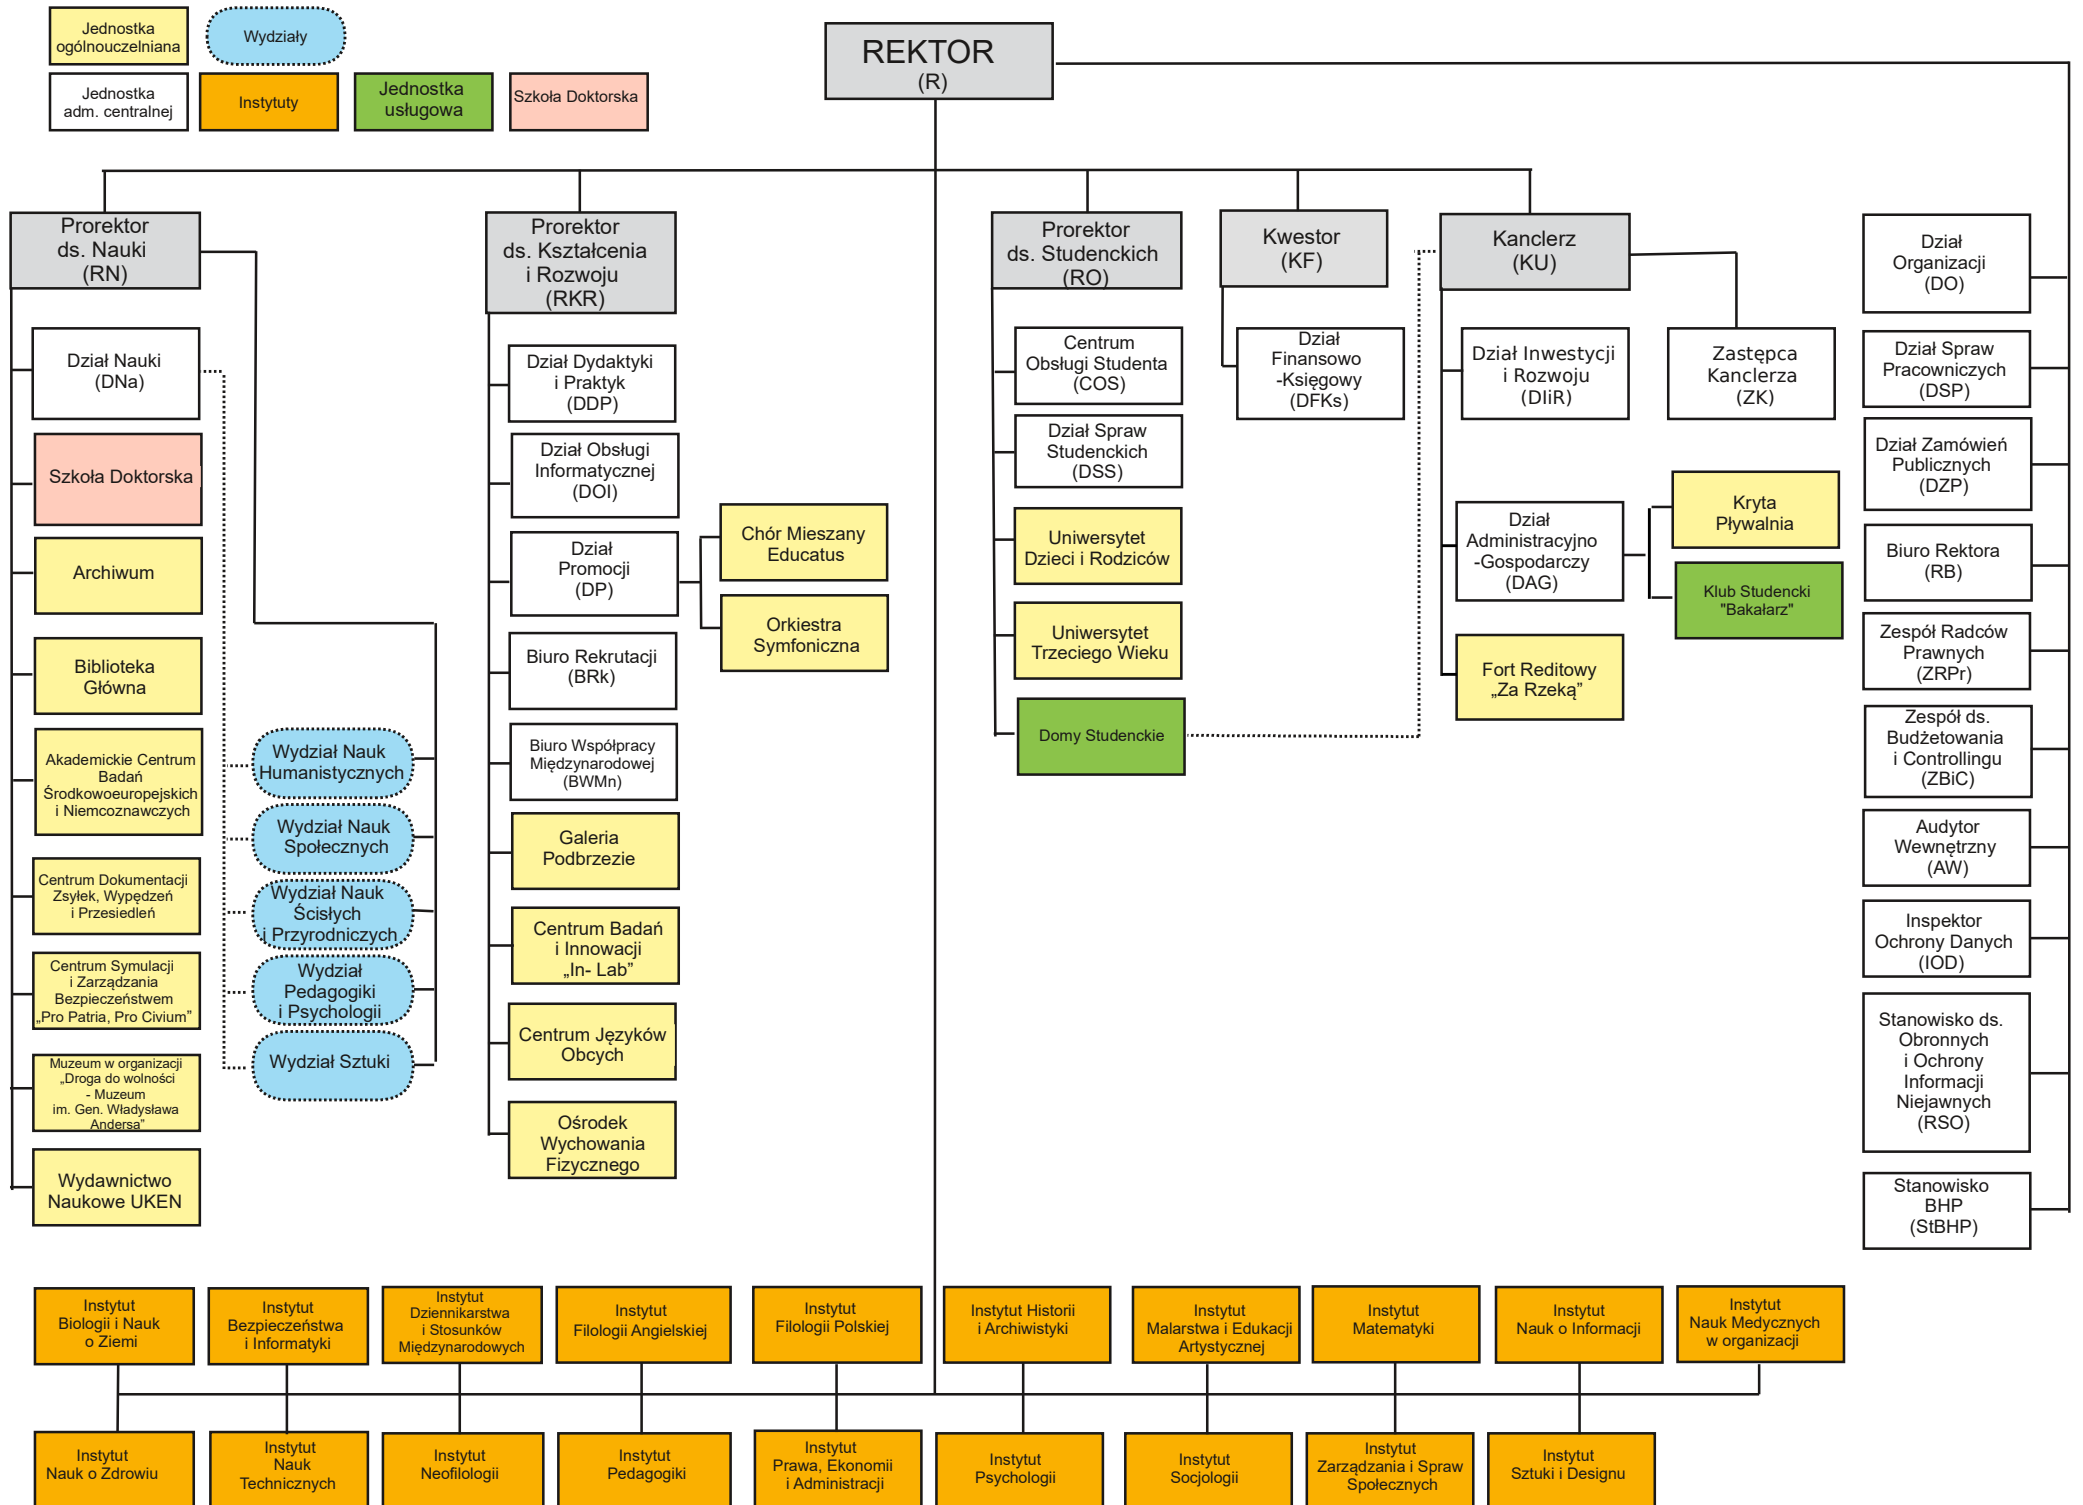 Jednostka
ogólnouczelniana
Wydziały
Jednostka
adm. centralnej
Instytuty
Jednostka
usługowa
Szkoła Doktorska
REKTOR
(R)
Prorektor
ds. Nauki
(RN)
Prorektor
ds. Kształcenia
i Rozwoju
(RKR)
Prorektor
ds. Studenckich
(RO)
Kwestor
(KF)
Kanclerz
(KU)
Dział Nauki
(DNa)
Szkoła Doktorska
Archiwum
Biblioteka
Główna
Akademickie Centrum
Badań
Środkowoeuropejskich
i Niemcoznawczych
Centrum Dokumentacji
Zsyłek, Wypędzeń
i Przesiedleń
Centrum Symulacji
i Zarządzania
Bezpieczeństwem
„Pro Patria, Pro Civium”
Muzeum w organizacji
„Droga do wolności
- Muzeum
im. Gen. Władysława
Andersa”
Wydawnictwo
Naukowe UKEN
Wydział Nauk
Humanistycznych
Wydział Nauk
Społecznych
Wydział Nauk
Ścisłych
i Przyrodniczych
Wydział
Pedagogiki
i Psychologii
Wydział Sztuki
Dział Dydaktyki
i Praktyk
(DDP)
Dział Obsługi
Informatycznej
(DOI)
Dział
Promocji
(DP)
Biuro Rekrutacji
(BRk)
Biuro Współpracy
Międzynarodowej
(BWMn)
Galeria
Podbrzezie
Centrum Badań
i Innowacji
„In- Lab”
Centrum Języków
Obcych
Ośrodek
Wychowania
Fizycznego
Chór Mieszany
Educatus
Orkiestra
Symfoniczna
Centrum
Obsługi Studenta
(COS)
Dział Spraw
Studenckich
(DSS)
Uniwersytet
Dzieci i Rodziców
Uniwersytet
Trzeciego Wieku
Domy Studenckie
Dział
Finansowo
-Księgowy
(DFKs)
Dział Inwestycji
i Rozwoju
(DIiR)
Zastępca
Kanclerza
(ZK)
Dział
Administracyjno
-Gospodarczy
(DAG)
Kryta
Pływalnia
Klub Studencki
"Bakałarz"
Fort Reditowy
„Za Rzeką”
Dział
Organizacji
(DO)
Dział Spraw
Pracowniczych
(DSP)
Dział Zamówień
Publicznych
(DZP)
Biuro Rektora
(RB)
Zespół Radców
Prawnych
(ZRPr)
Zespół ds.
Budżetowania
i Controllingu
(ZBiC)
Audytor
Wewnętrzny
(AW)
Inspektor
Ochrony Danych
(IOD)
Stanowisko ds.
Obronnych
i Ochrony
Informacji
Niejawnych
(RSO)
Stanowisko
BHP
(StBHP)
Instytut
Biologii i Nauk
o Ziemi
Instytut
Bezpieczeństwa
i Informatyki
Instytut
Dziennikarstwa
i Stosunków
Międzynarodowych
Instytut
Filologii Angielskiej
Instytut
Filologii Polskiej
Instytut Historii
i Archiwistyki
Instytut
Malarstwa i Edukacji
Artystycznej
Instytut
Matematyki
Instytut
Nauk o Informacji
Instytut
Nauk Medycznych
w organizacji
Instytut
Nauk o Zdrowiu
Instytut
Nauk
Technicznych
Instytut
Neofilologii
Instytut
Pedagogiki
Instytut
Prawa, Ekonomii
i Administracji
Instytut
Psychologii
Instytut
Socjologii
Instytut
Zarządzania i Spraw
Społecznych
Instytut
Sztuki i Designu